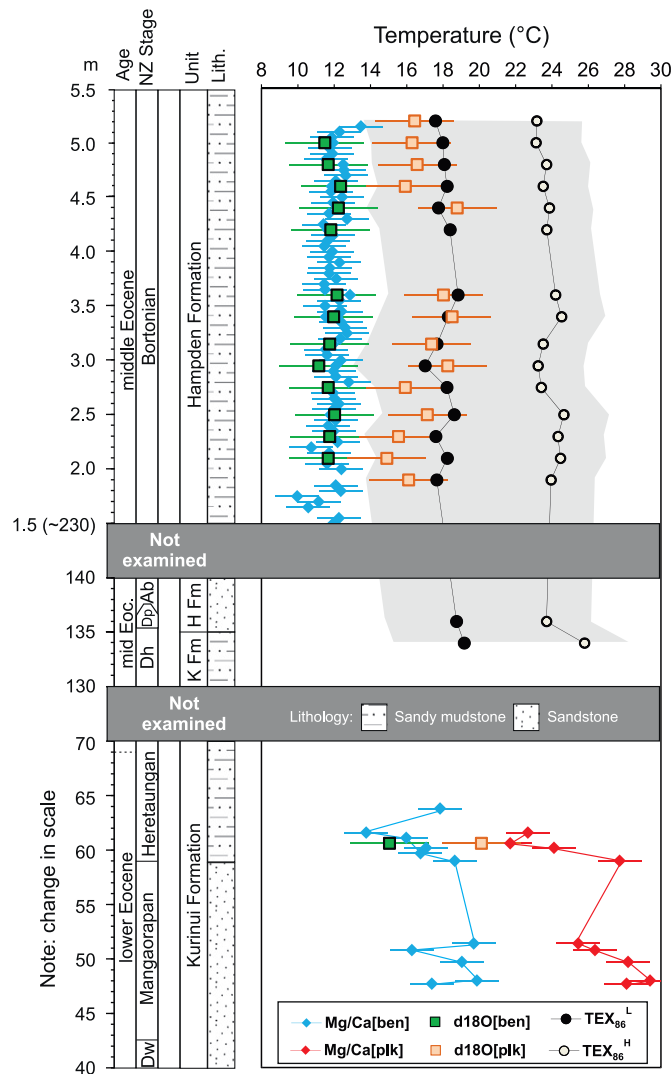 Temperature (°C)
m
Age
NZ Stage
Unit
Lith.
8 10 12 14 16 18 20 22 24 26 28 30
5.5
5.0
4.5
4.0
3.5
3.0
2.5
2.0
1.5 (~230)
middle Eocene
Bortonian
Hampden Formation
Not
examined
140
135
130
mid Eoc.
Dp
Ab
Dh
H Fm
K Fm
Not
examined
Lithology: Sandy mudstone Sandstone
70
65
60
55
50
45
40
Note: change in scale
lower Eocene
Heretaungan
Mangaorapan
Dw
Kurinui Formation
Mg/Ca[ben] d18O[ben] TEX86L
Mg/Ca[plk] d18O[plk] TEX86H